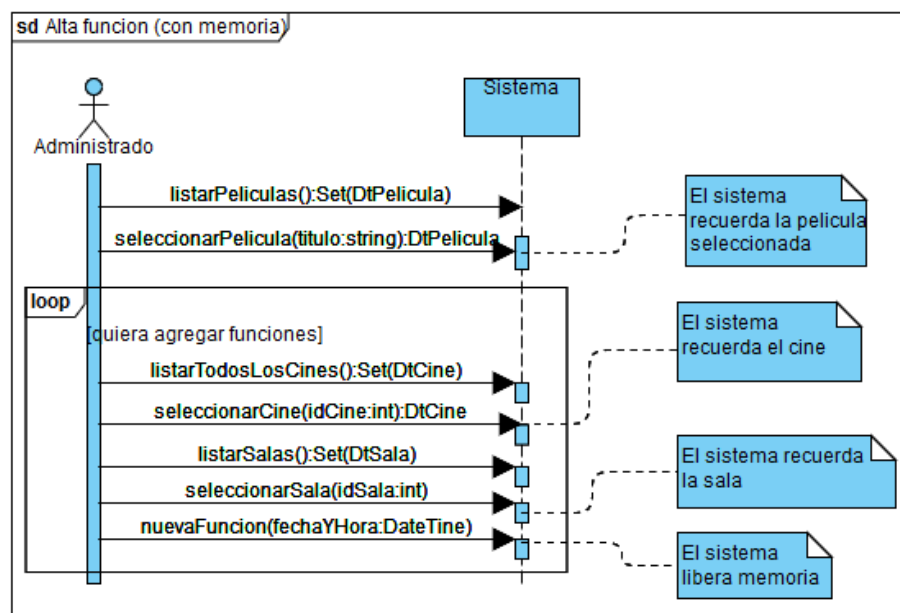 sd Alta funcion (con memoria)
Sistema
Administrado
listarPeliculas():Set(DtPelicula)
El sistema
recuerda la pelicula
seleccionada
seleccionarPelicula(titulo:string):DtPelicula
loop
[quiera agregar funciones]
El sistema
recuerda el cine
listarTodosLosCines():Set(DtCine)
seleccionarCine(idCine:int):DtCine
listarSalas():Set(DtSala)
El sistema recuerda
la sala
seleccionarSala(idSala:int)
nuevaFuncion(fechaYHora:DateTine)
El sistema
libera memoria